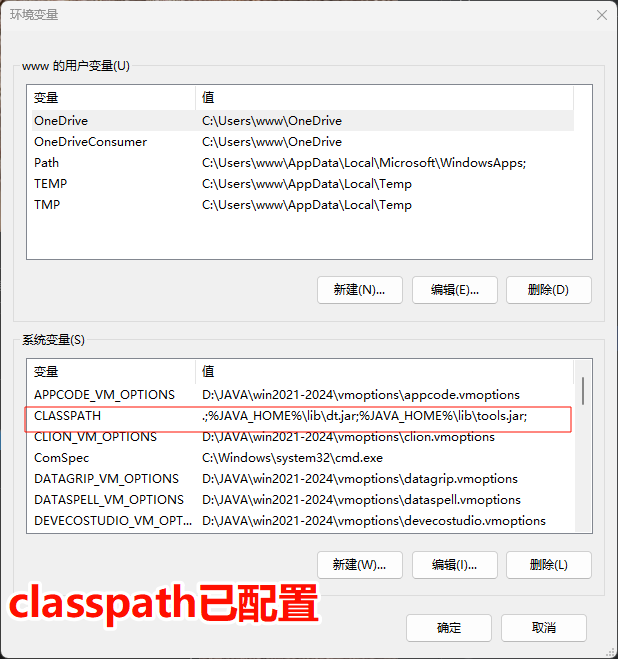 环境变量
www 的用户变量(U)
变量 值
OneDrive C:\Users\www\OneDrive
OneDriveConsumer C:\Users\www\OneDrive
Path C:\Users\www\AppData\Local\Microsoft\WindowsApps;
TEMP C:\Users\www\AppData\Local\Temp
TMP C:\Users\www\AppData\Local\Temp
新建(N)... 编辑(E)... 删除(D)
系统变量(S)
变量 值
APPCODE_VM_OPTIONS D:\JAVA\win2021-2024\vmoptions\appcode.vmoptions
CLASSPATH .;%JAVA_HOME%\lib\dt.jar;%JAVA_HOME%\lib\tools.jar;
CLION_VM_OPTIONS D:\JAVA\win2021-2024\vmoptions\clion.vmoptions
ComSpec C:\Windows\system32\cmd.exe
DATAGRIP_VM_OPTIONS D:\JAVA\win2021-2024\vmoptions\datagrip.vmoptions
DATASPELL_VM_OPTIONS D:\JAVA\win2021-2024\vmoptions\dataspell.vmoptions
DEVECOSTUDIO_VM_OPT... D:\JAVA\win2021-2024\vmoptions\devecostudio.vmoptions
新建(W)... 编辑(I)... 删除(L)
classpath已配置
确定 取消